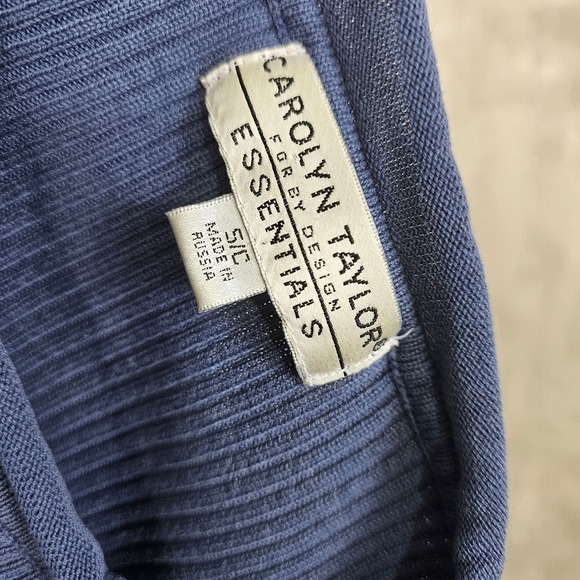 CAROLYN TAYLOR®
FOR BY DESIGN
ESSENTIALS
S/C
MADE IN
RUSSIA